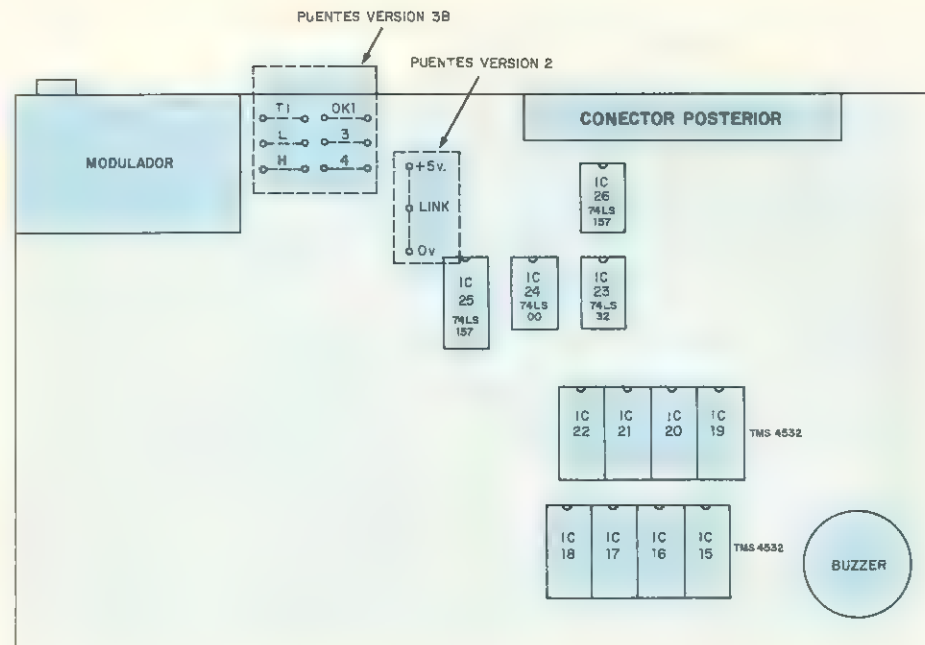 PUENTES VERSION 3B
PUENTES VERSION 2
MODULADOR
TI OKI
L 3
H 4
+5v.
LINK
0v
CONECTOR POSTERIOR
IC
26
74LS
157
IC
25
74LS
157
IC
24
74LS
00
IC
23
74LS
32
IC
22
IC
21
IC
20
IC
19
TMS 4532
IC
18
IC
17
IC
16
IC
15
TMS 4532
BUZZER